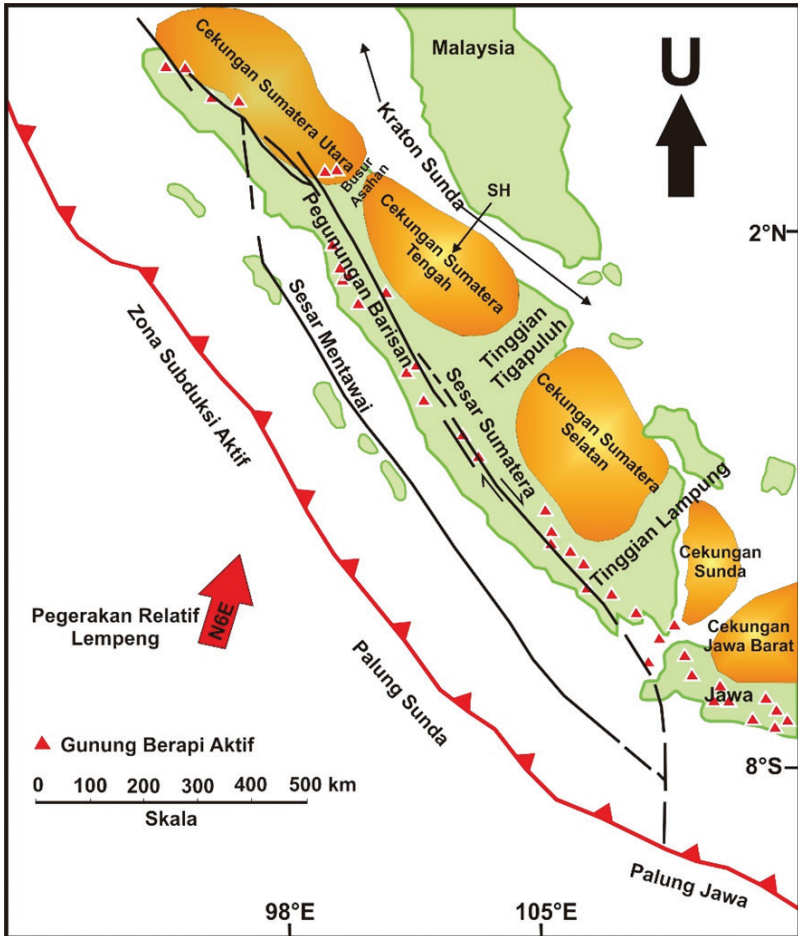 Malaysia
U
Cekungan Sumatera Utara
Kraton Sunda
Busur
Asahan
SH
Cekungan Sumatera
Tengah
2°N
Pegunungan Barisan
Zona Subduksi Aktif
Sesar Mentawai
Tinggian
Tigapuluh
Sesar Sumatera
Cekungan Sumatera
Selatan
Tinggian Lampung
Cekungan
Sunda
Pegerakan Relatif
Lempeng
N6E
Cekungan
Jawa Barat
Palung Sunda
Jawa
Gunung Berapi Aktif
0 100 200 300 400 500 km
Skala
8°S
Palung Jawa
98°E
105°E